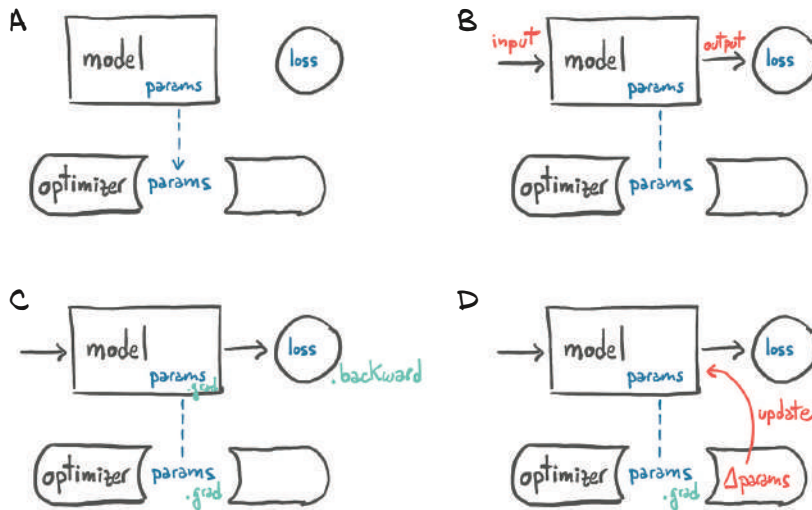 A
model
params
loss
optimizer
params
B
input
model
params
output
loss
optimizer
params
C
model
params
.grad
loss
.backward
optimizer
params
.grad
D
model
params
loss
update
optimizer
params
.grad
Δparams